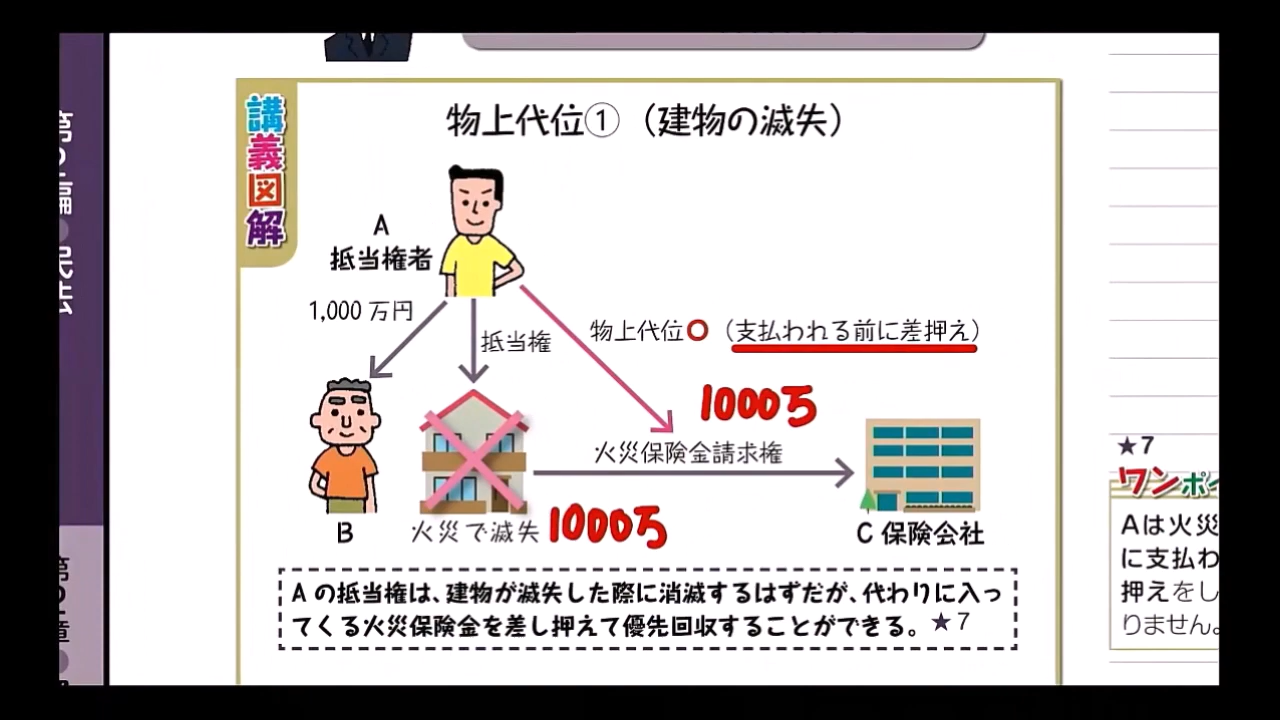 講義図解
物上代位①（建物の滅失）
A
抵当権者
1,000万円
抵当権
物上代位○（支払われる前に差押え）
1000万
火災保険金請求権
B
火災で滅失
1000万
C 保険会社
Aの抵当権は、建物が滅失した際に消滅するはずだが、代わりに入っ
てくる火災保険金を差し押えて優先回収することができる。★7
★7
ワンポイ
Aは火災
に支払わ
押えをし
りません。